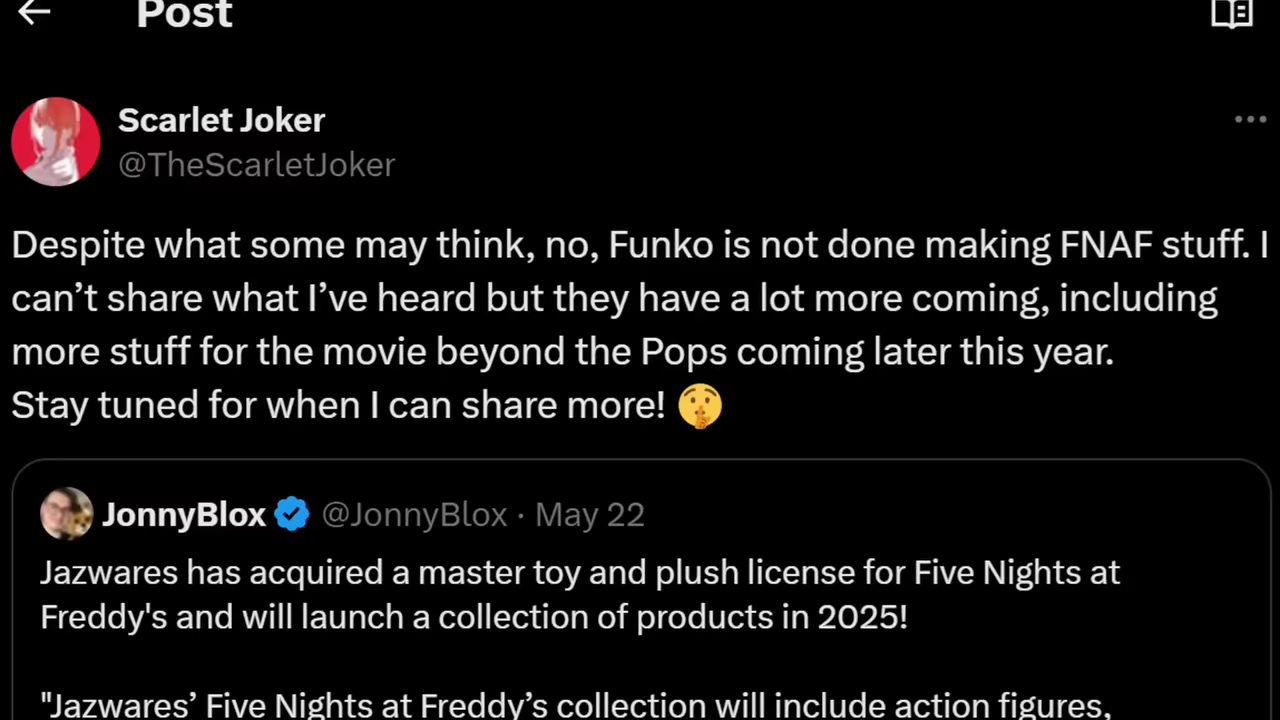 Post
Scarlet Joker
@TheScarletJoker
Despite what some may think, no, Funko is not done making FNAF stuff. I
can’t share what I’ve heard but they have a lot more coming, including
more stuff for the movie beyond the Pops coming later this year.
Stay tuned for when I can share more! 🤫
JonnyBlox @JonnyBlox · May 22
Jazwares has acquired a master toy and plush license for Five Nights at
Freddy's and will launch a collection of products in 2025!
"Jazwares’ Five Nights at Freddy’s collection will include action figures,